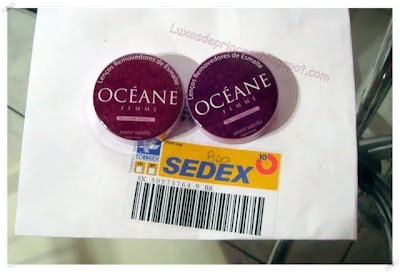 Luxosdeprincesa.blogspot.com
Lenços Removedores de Esmalte
OCÉANE
FEMME
sweet vanilla
Lenços Removedores de Esmalte
OCÉANE
FEMME
sweet vanilla
CORREIOS
SEDEX
10